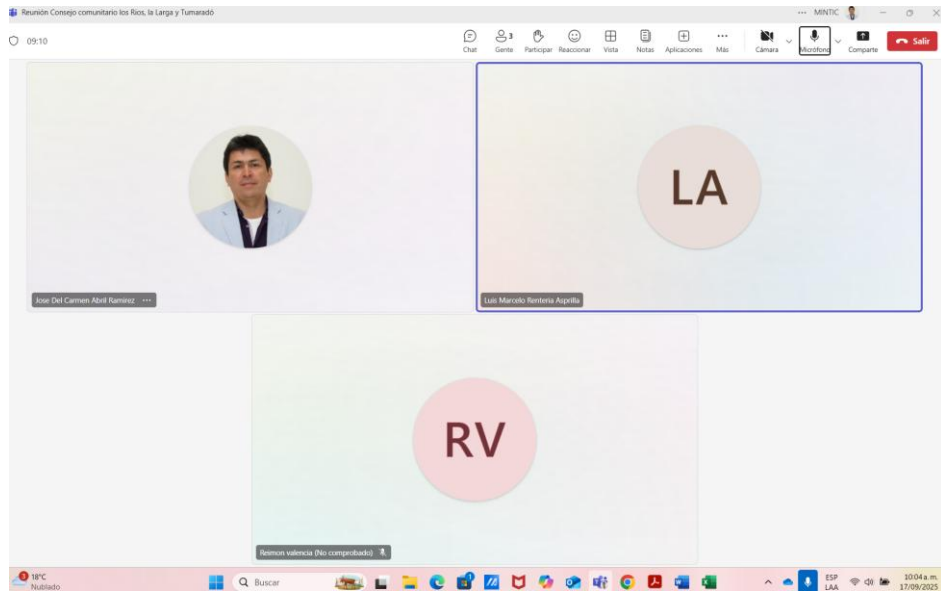 Reunión Consejo comunitario los Rios, la Larga y Tumaradó
MINTIC
09:10
Chat
3
Gente
Participar
Reaccionar
Vista
Notas
Aplicaciones
Más
Cámara
Micrófono
Comparte
Salir
Jose Del Carmen Abril Ramirez
LA
Luis Marcelo Renteria Asprilla
RV
Reimon valencia (No comprobado)
18°C
Nublado
Buscar
ESP
LAA
10:04 a. m.
17/09/2025